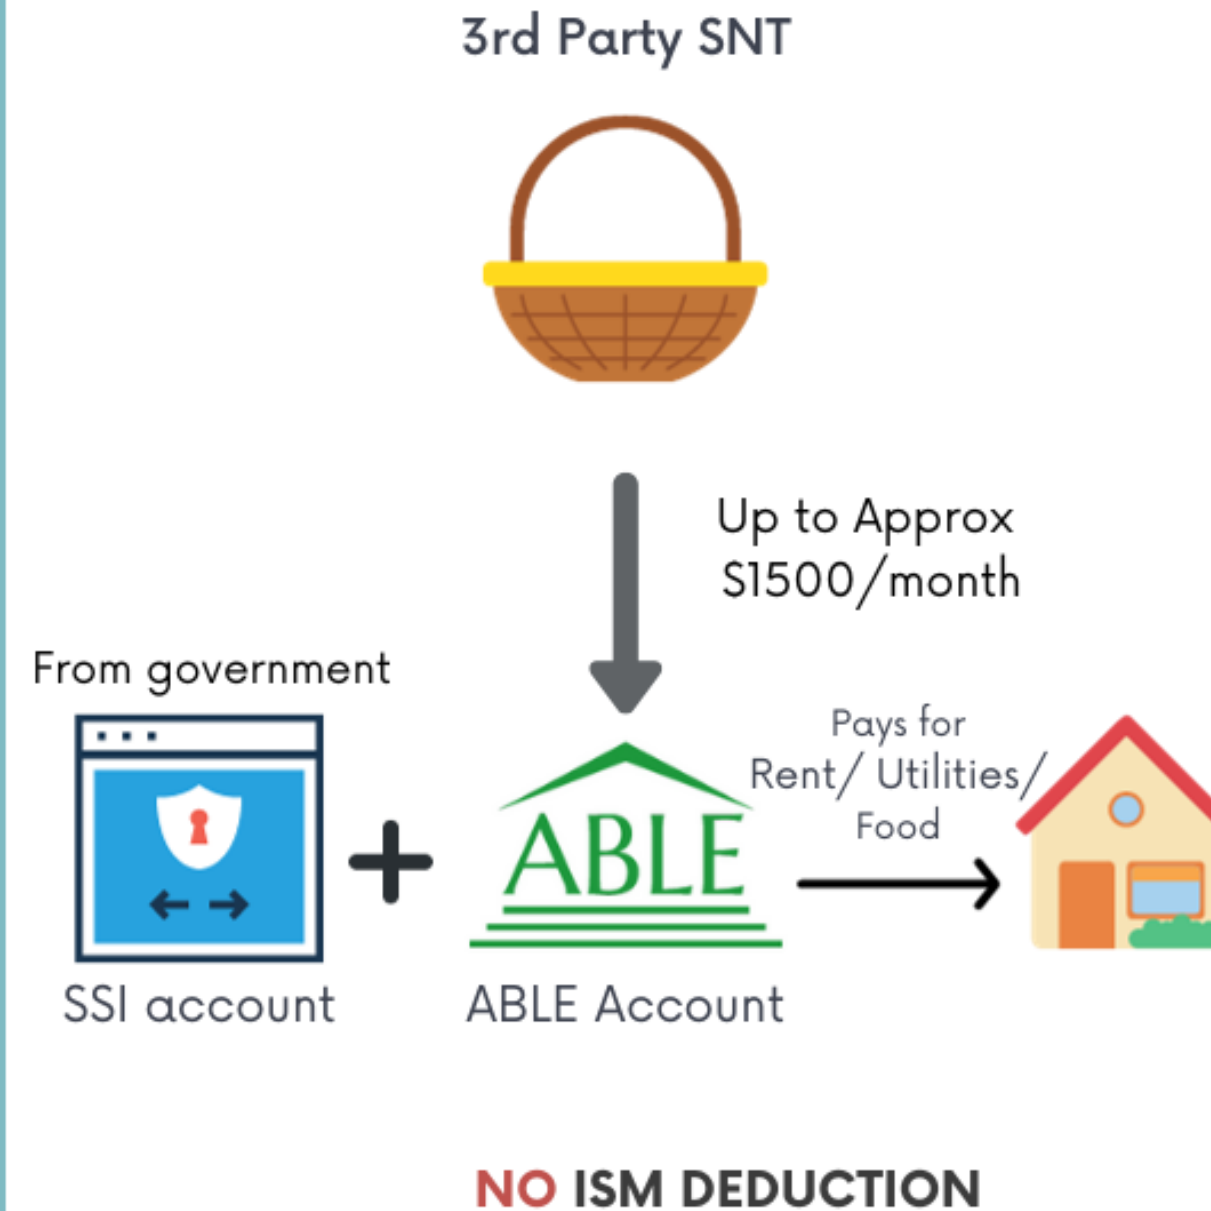 3rd Party SNT
Up to Approx
$1500/month
From government
Pays for
Rent/ Utilities/
Food
ABLE
SSI account
ABLE Account
NO ISM DEDUCTION